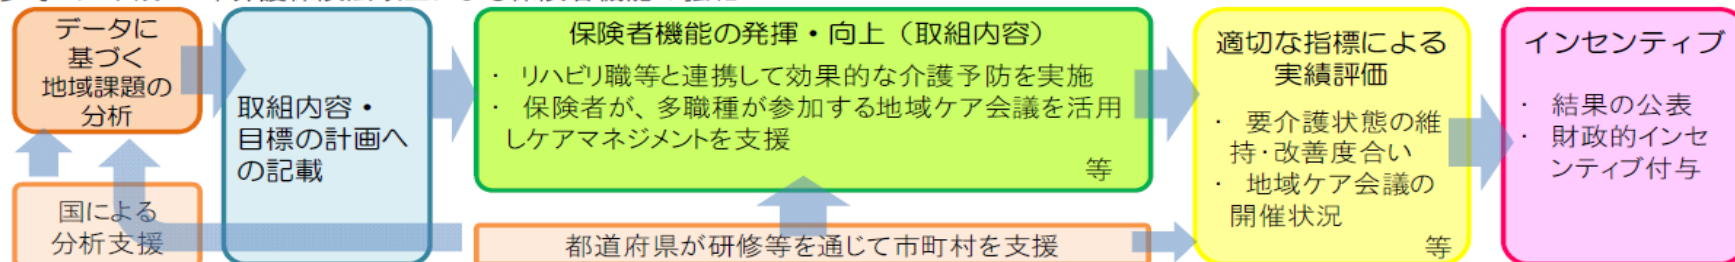 データに
基づく
地域課題の
分析
国による
分析支援
取組内容・
目標の計画へ
の記載
保険者機能の発揮・向上（取組内容）
・ リハビリ職等と連携して効果的な介護予防を実施
・ 保険者が、多職種が参加する地域ケア会議を活用
しケアマネジメントを支援
等
都道府県が研修等を通じて市町村を支援
適切な指標による
実績評価
・ 要介護状態の維
持・改善度合い
・ 地域ケア会議の
開催状況
等
インセンティブ
・ 結果の公表
・ 財政的インセ
ンティブ付与